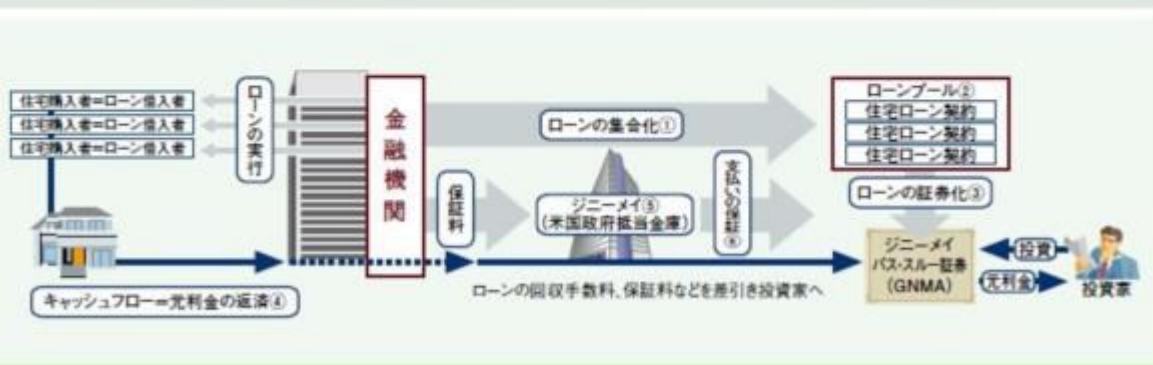 住宅購入者=ローン借入者
住宅購入者=ローン借入者
住宅購入者=ローン借入者
ローンの実行
金融機関
ローンの集合化①
ローンプール②
住宅ローン契約
住宅ローン契約
住宅ローン契約
ローンの証券化③
保証料
ジニーメイ⑤
(米国政府抵当金庫)
支払いの保証⑥
キャッシュフロー=元利金の返済④
ローンの回収手数料、保証料などを差引き投資家へ
ジニーメイ
パス・スルー証券
(GNMA)
投資
元利金
投資家